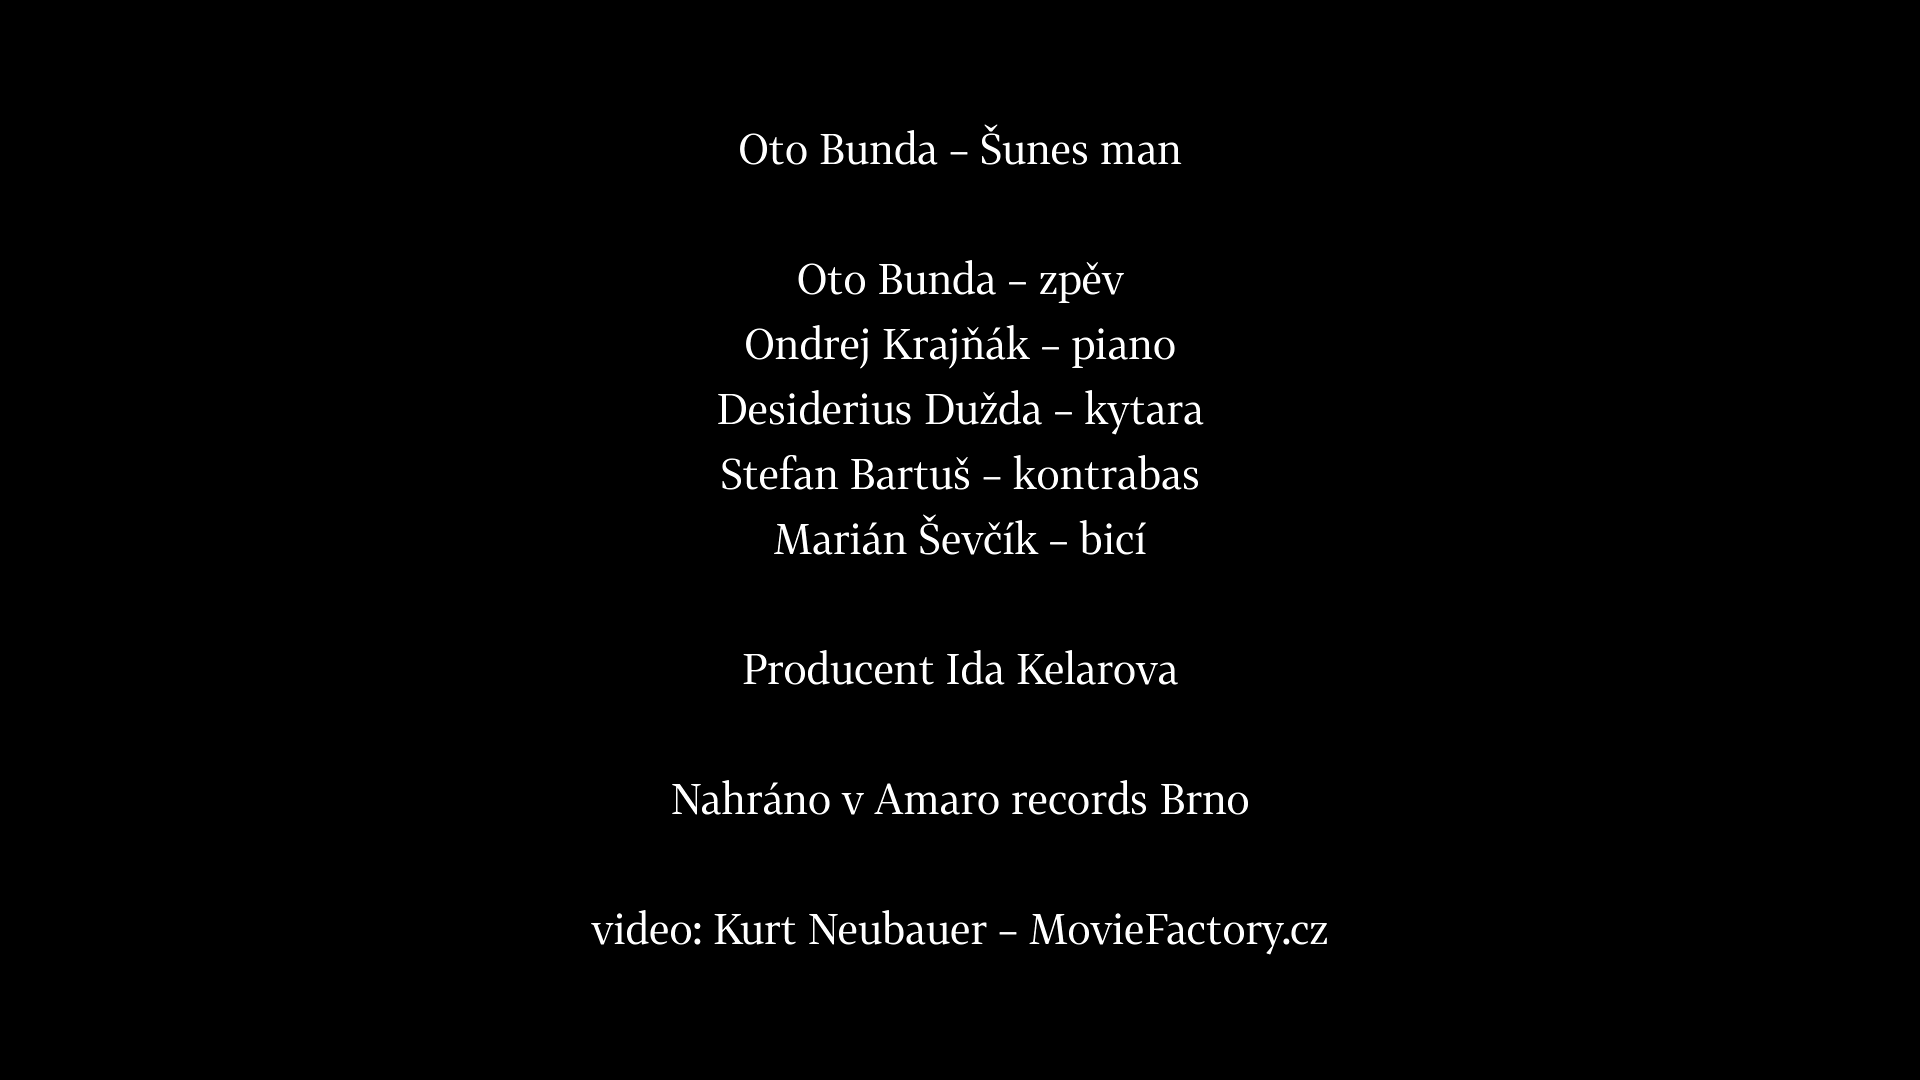 Oto Bunda – Šunes man
Oto Bunda – zpěv
Ondrej Krajňák – piano
Desiderius Dužda – kytara
Stefan Bartuš – kontrabas
Marián Ševčík – bicí
Producent Ida Kelarova
Nahráno v Amaro records Brno
video: Kurt Neubauer – MovieFactory.cz